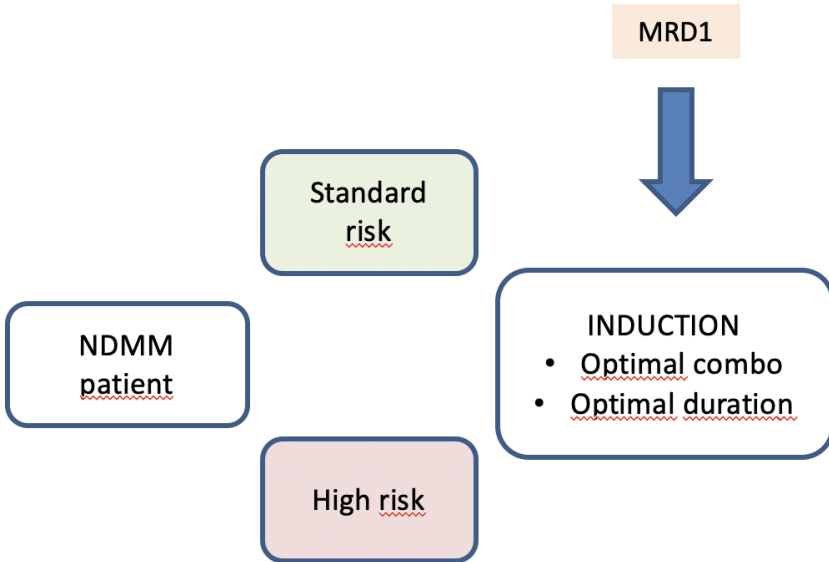 MRD1
Standard
risk
NDMM
patient
INDUCTION
• Optimal combo
• Optimal duration
High risk